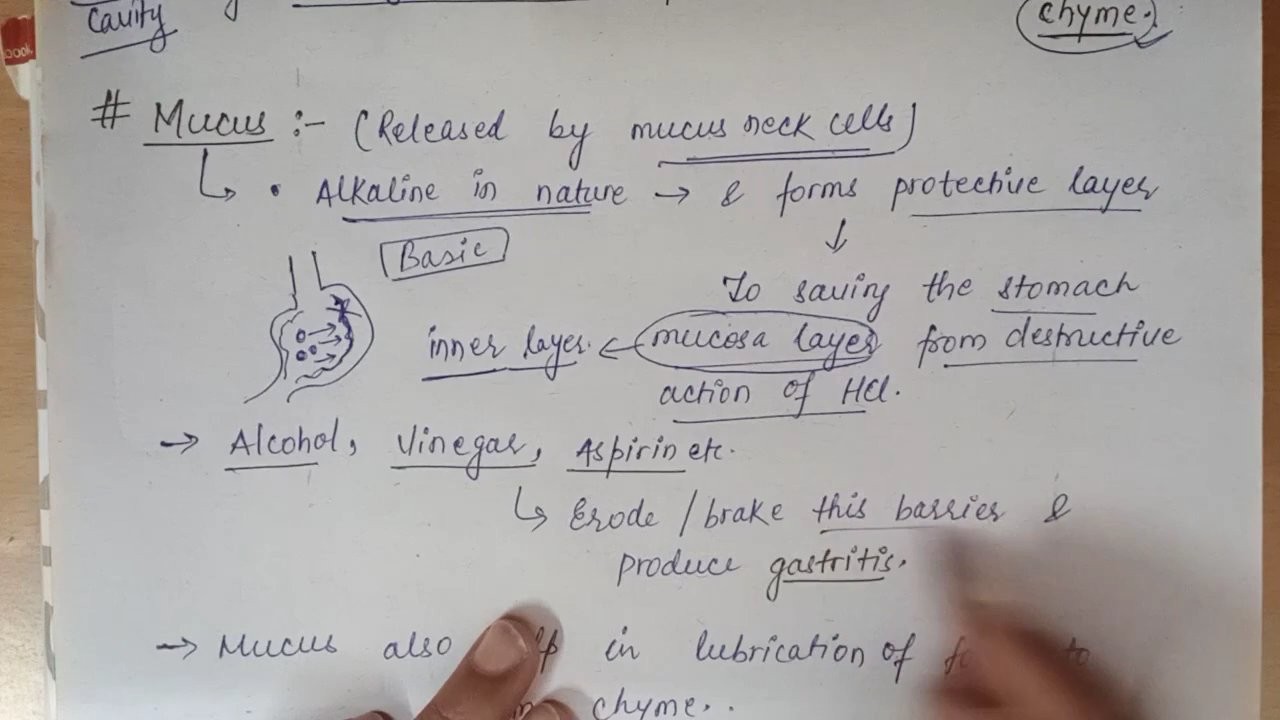 cavity
chyme.
book
# Mucus :- (Released by mucus neck cells)
↳ • Alkaline in nature → & forms protective layer
Basic
↓
To saving the stomach
inner layer. ← mucosa layer from destructive
action of HCl.
→ Alcohol, Vinegar, Aspirin etc.
↳ Erode / brake this barrier &
produce gastritis.
→ Mucus also in lubrication of to
chyme.